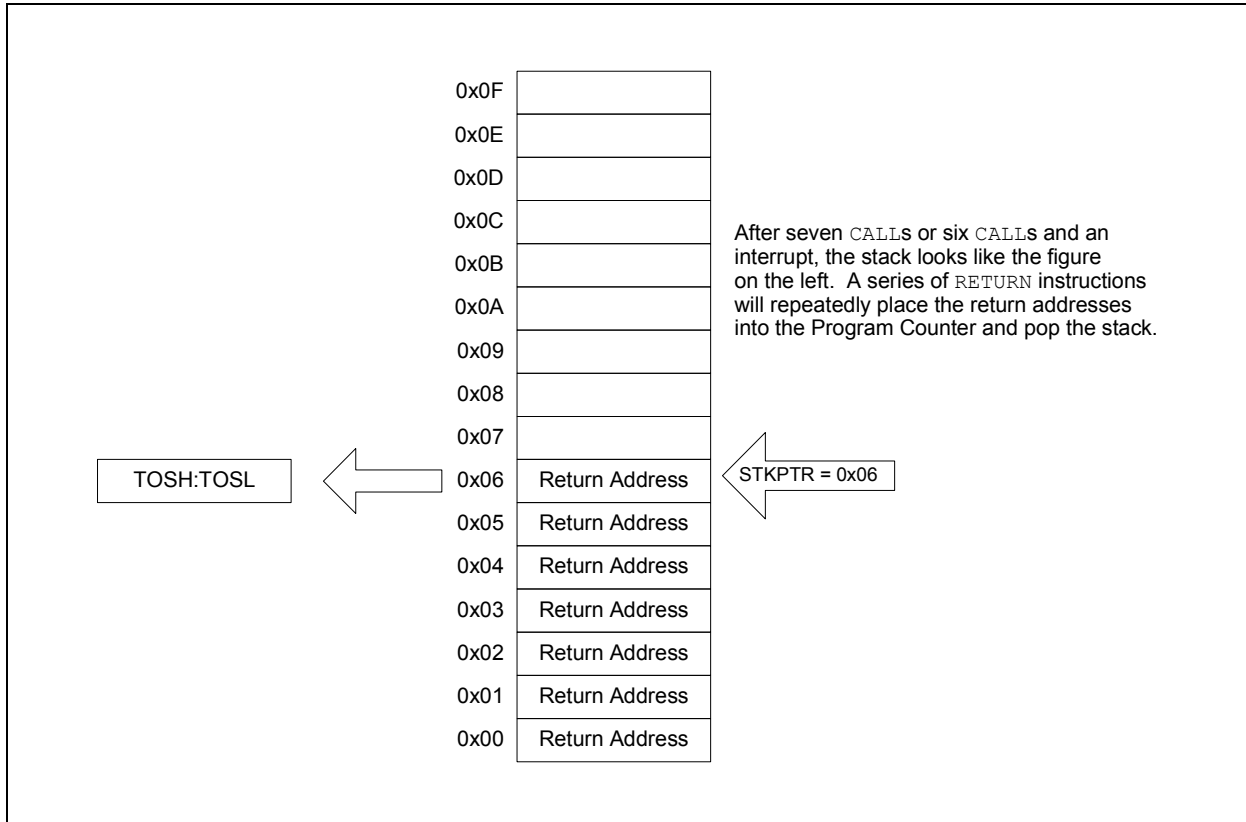 0x0F
0x0E
0x0D
0x0C
0x0B
0x0A
0x09
0x08
0x07
After seven CALLs or six CALLs and an
interrupt, the stack looks like the figure
on the left. A series of RETURN instructions
will repeatedly place the return addresses
into the Program Counter and pop the stack.
TOSH:TOSL
0x06 Return Address
STKPTR = 0x06
0x05 Return Address
0x04 Return Address
0x03 Return Address
0x02 Return Address
0x01 Return Address
0x00 Return Address